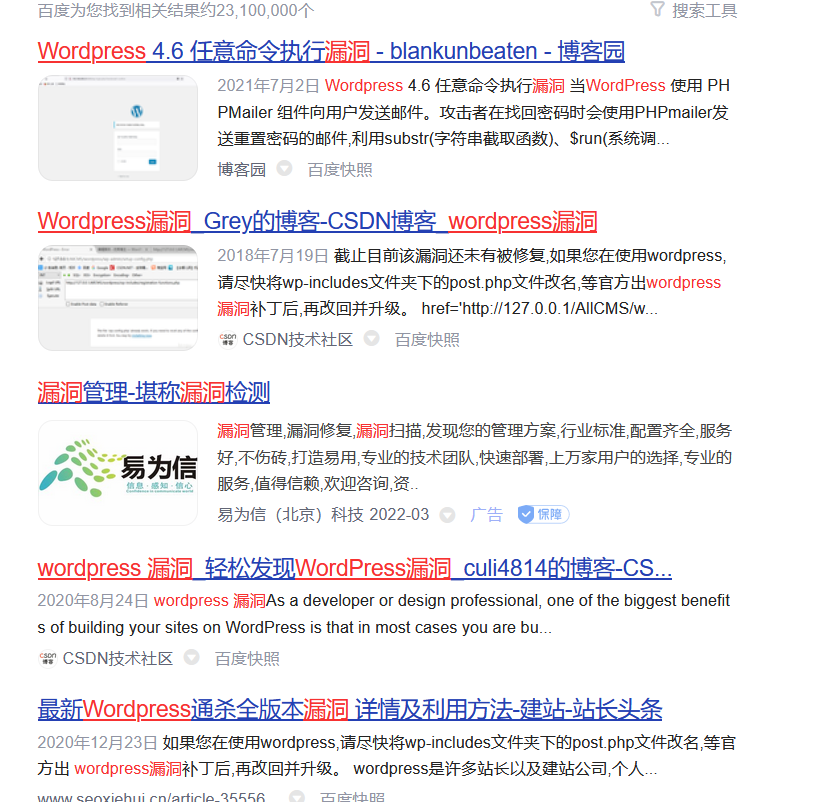 百度为您找到相关结果约23,100,000个
搜索工具
Wordpress 4.6 任意命令执行漏洞 - blankunbeaten - 博客园
2021年7月2日 Wordpress 4.6 任意命令执行漏洞 当WordPress 使用 PH
PMailer 组件向用户发送邮件。攻击者在找回密码时会使用PHPmailer发
送重置密码的邮件,利用substr(字符串截取函数)、$run(系统调...
博客园 百度快照
Wordpress漏洞_Grey的博客-CSDN博客_wordpress漏洞
2018年7月19日 截止目前该漏洞还未有被修复,如果您在使用wordpress,
请尽快将wp-includes文件夹下的post.php文件改名,等官方出wordpress
漏洞补丁后,再改回并升级。 href='http://127.0.0.1/AllCMS/w...
CSDN博客 CSDN技术社区 百度快照
漏洞管理-堪称漏洞检测
易为信
信息·感知·信心
Confidence in communicate world
漏洞管理,漏洞修复,漏洞扫描,发现您的管理方案,行业标准,配置齐全,服务
好,不伤砖,打造易用,专业的技术团队,快速部署,上万家用户的选择,专业的
服务,值得信赖,欢迎咨询,资..
易为信（北京）科技 2022-03 广告 保障
wordpress 漏洞_轻松发现WordPress漏洞_culi4814的博客-CS...
2020年8月24日 wordpress 漏洞As a developer or design professional, one of the biggest benefit
s of building your sites on WordPress is that in most cases you are bu...
CSDN博客 CSDN技术社区 百度快照
最新Wordpress通杀全版本漏洞 详情及利用方法-建站-站长头条
2020年12月23日 如果您在使用wordpress,请尽快将wp-includes文件夹下的post.php文件改名,等官
方出 wordpress漏洞补丁后,再改回并升级。 wordpress是许多站长以及建站公司,个人...
www.seoxiehui.cn/article-35556... 百度快照